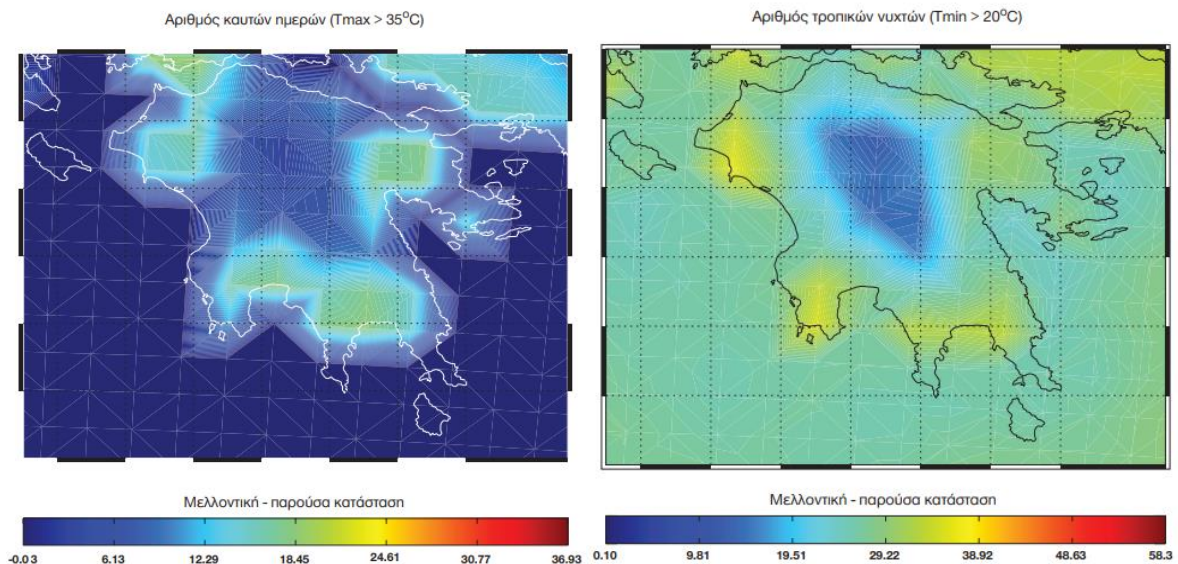 Αριθμός καυτών ημερών (Tmax > 35°C)
Αριθμός τροπικών νυχτών (Tmin > 20°C)
Μελλοντική - παρούσα κατάσταση
-0.03 6.13 12.29 18.45 24.61 30.77 36.93
Μελλοντική - παρούσα κατάσταση
0.10 9.81 19.51 29.22 38.92 48.63 58.3